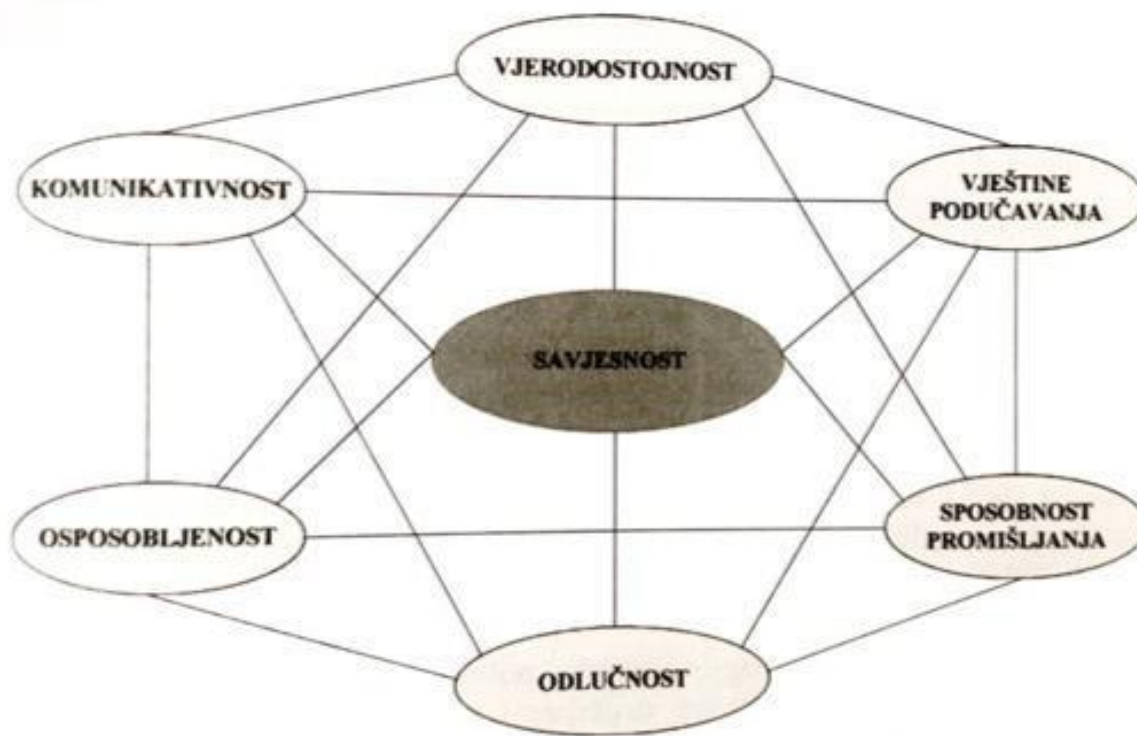 VJERODOSTOJNOST
KOMUNIKATIVNOST
VJEŠTINE
PODUČAVANJA
SAVJESNOST
OSPOSOBLJENOST
SPOSOBNOST
PROMIŠLJANJA
ODLUČNOST